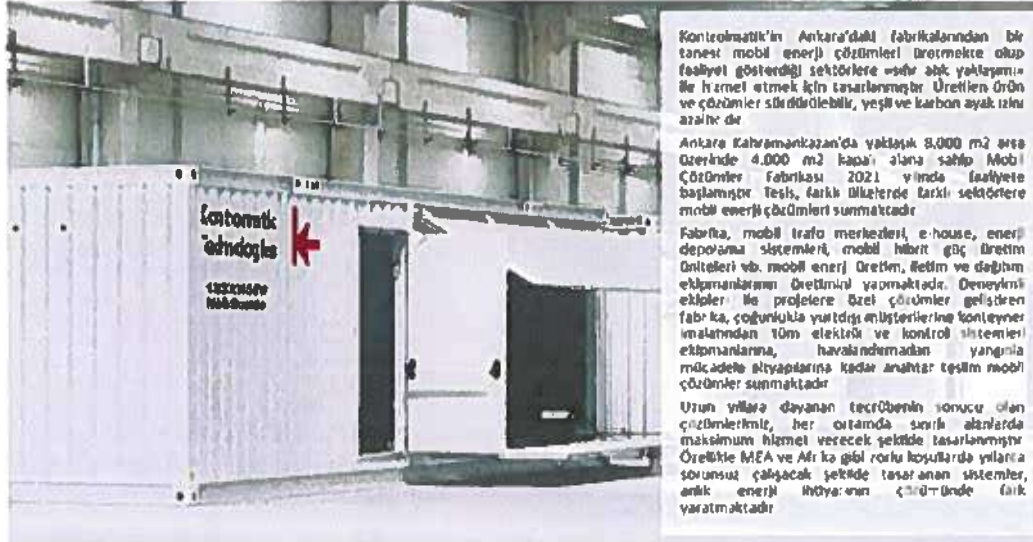 Kontrolmatik
Teknolojileri
Kontrolmatik'in Ankara'daki fabrikalarından bir
tanesi mobil enerji çözümleri üretmekte olup
faaliyet gösterdiği sektörlere «sıfır atık yaklaşımı»
ile hizmet etmek için tasarlanmıştır. Üretilen ürün
ve çözümler sürdürülebilir, yeşil ve karbon ayak izini
azaltıcıdır
Ankara Kahramankazan'da yaklaşık 8.000 m2 arsa
üzerinde 4.000 m2 kapalı alana sahip Mobil
Çözümler Fabrikası 2021 yılında faaliyete
başlamıştır. Tesis, farklı ülkelerde farklı sektörlere
mobil enerji çözümleri sunmaktadır
Fabrika, mobil trafo merkezleri, e-house, enerji
depolama sistemleri, mobil hibrit güç üretim
üniteleri vb. mobil enerji üretim, iletim ve dağıtım
ekipmanlarının üretimini yapmaktadır. Deneyimli
ekipleri ile projelere özel çözümler geliştiren
fabrika, çoğunlukla yurtdışı müşterilerine konteyner
imalatından tüm elektrik ve kontrol sistemleri
ekipmanlarına, havalandırmadan yangınla
mücadele altyapılarına kadar anahtar teslim mobil
çözümler sunmaktadır
Uzun yıllara dayanan tecrübenin sonucu olan
çözümlerimiz, her ortamda sınırlı alanlarda
maksimum hizmet verecek şekilde tasarlanmıştır
Özellikle MEA ve Afrika gibi zorlu koşullarda yıllarca
sorunsuz çalışacak şekilde tasarlanan sistemler,
anlık enerji ihtiyacının çözümünde fark
yaratmaktadır